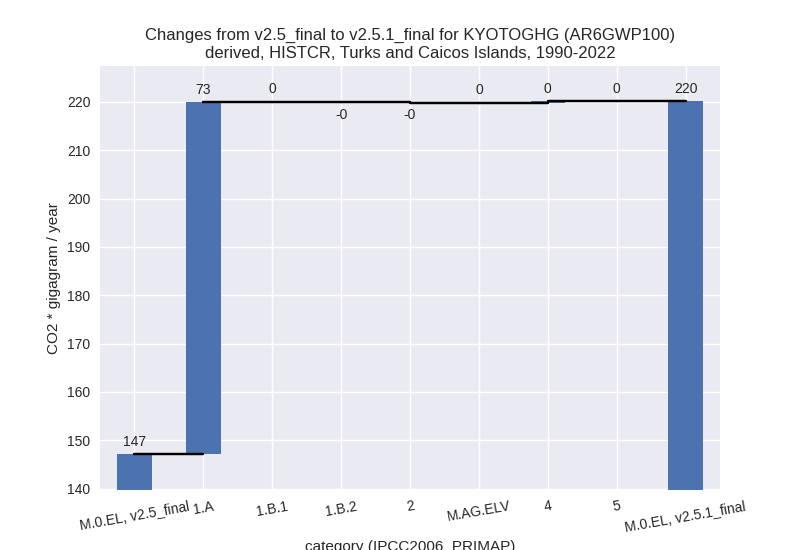 Changes from v2.5_final to v2.5.1_final for KYOTOGHG (AR6GWP100)
derived, HISTCR, Turks and Caicos Islands, 1990-2022
CO2 * gigagram / year
220
210
200
190
180
170
160
150
140
147
73
0
-0
-0
0
0
0
220
M.0.EL, v2.5_final
1.A
1.B.1
1.B.2
2
M.AG.ELV
4
5
M.0.EL, v2.5.1_final
category (IPCC2006_PRIMAP)